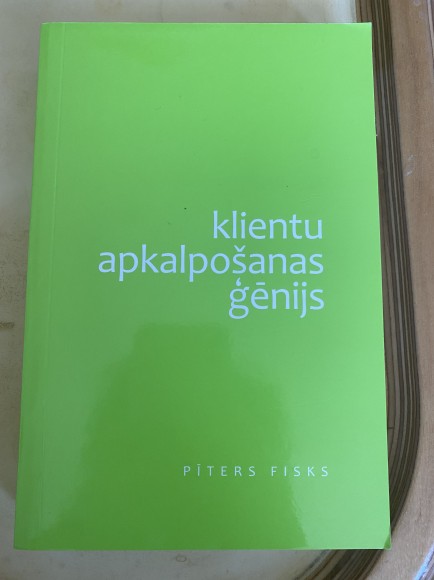 klientu
apkalpošanas
ģēnijs
PĪTERS FISKS